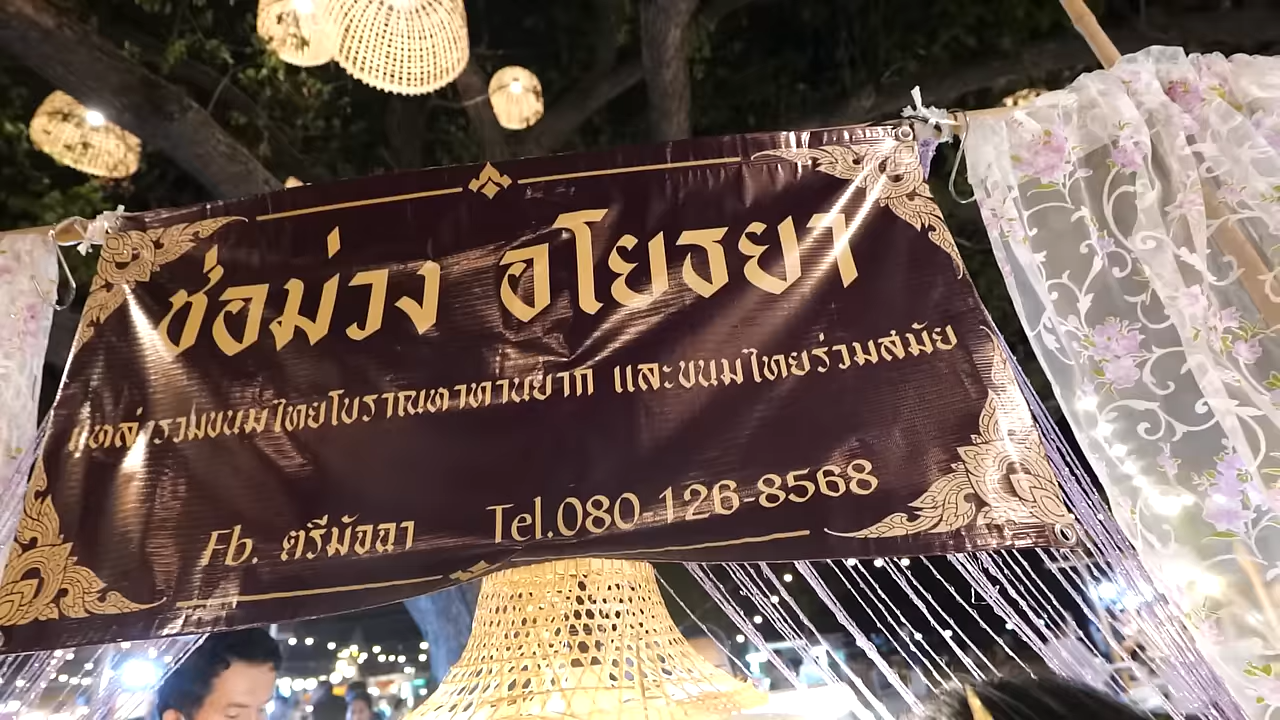 ช่อม่วง อโยธยา
แหล่งรวมขนมไทยโบราณหาทานยาก และขนมไทยร่วมสมัย
Fb. ตรีมัจฉา Tel.080-126-8568